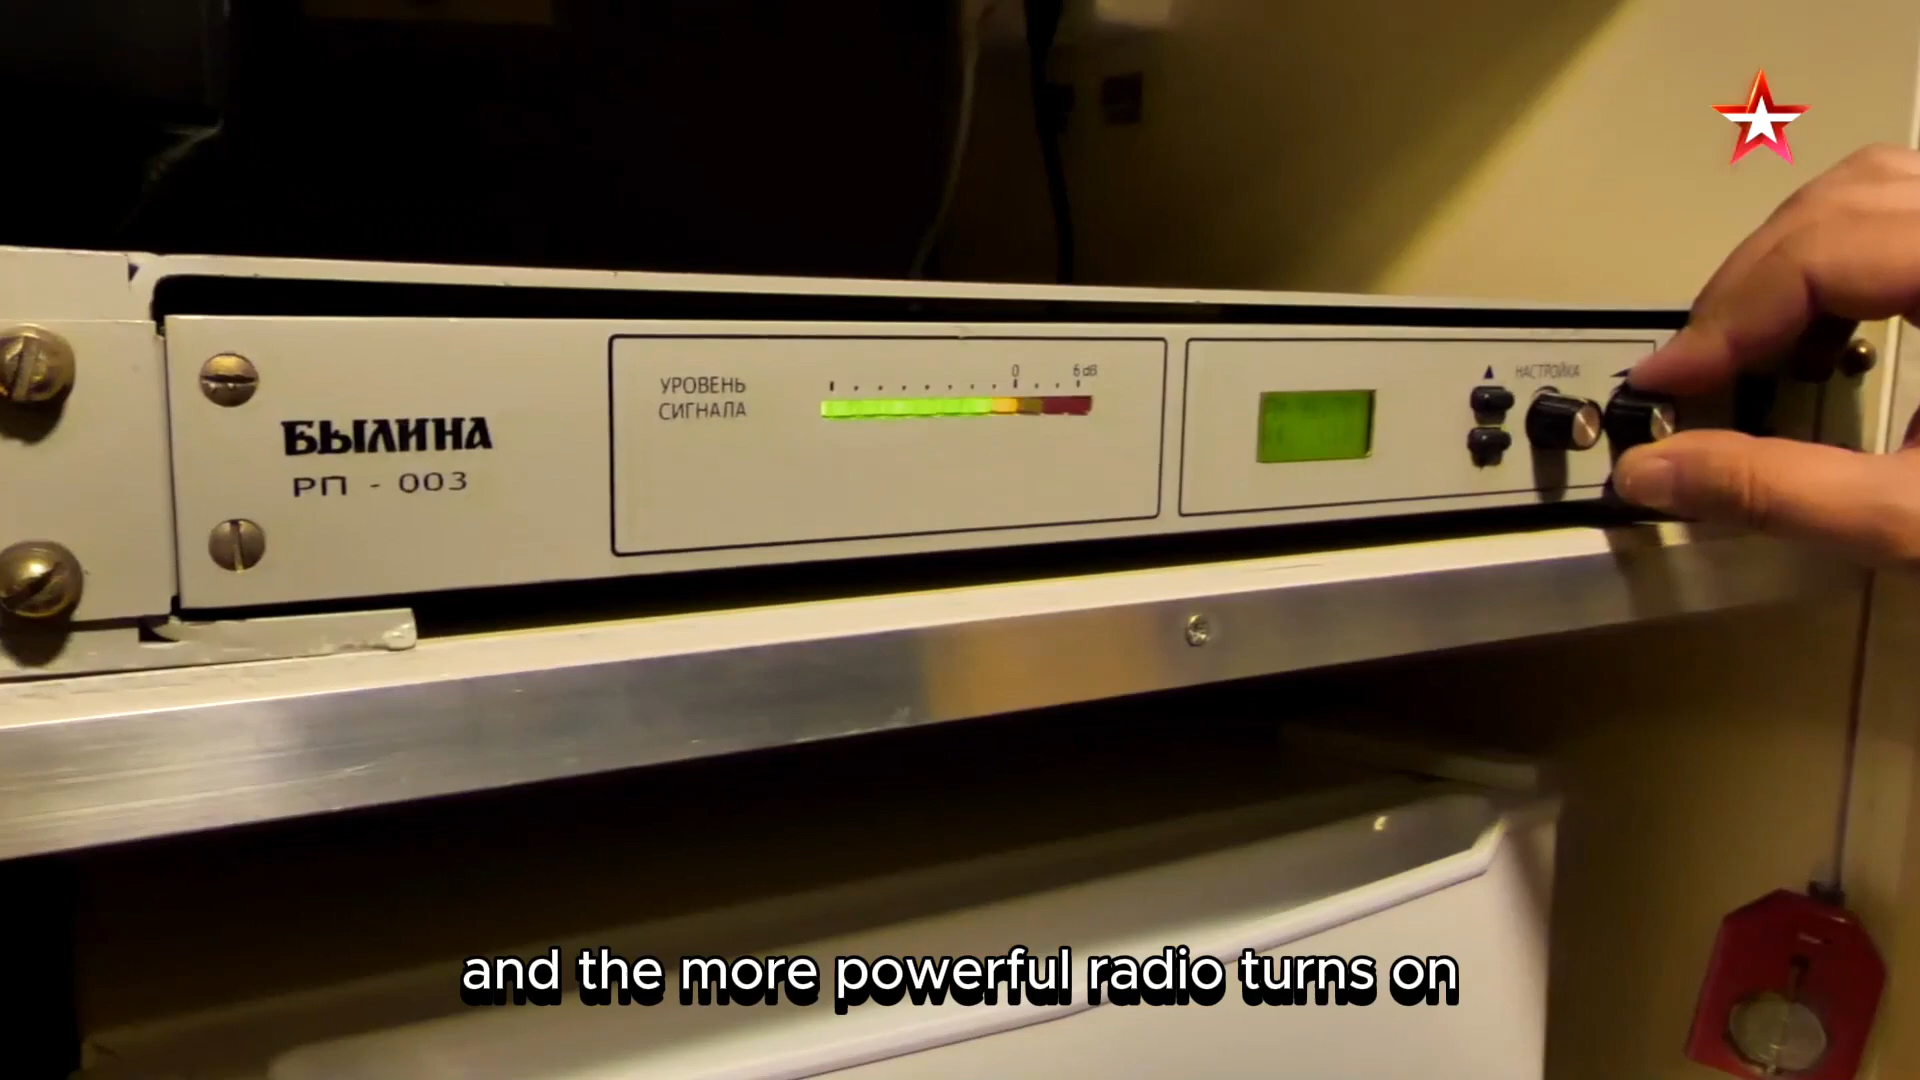 УРОВЕНЬ
СИГНАЛА
0
6 dB
БЫЛИНА
РП - 003
НАСТРОЙКА
and the more powerful radio turns on